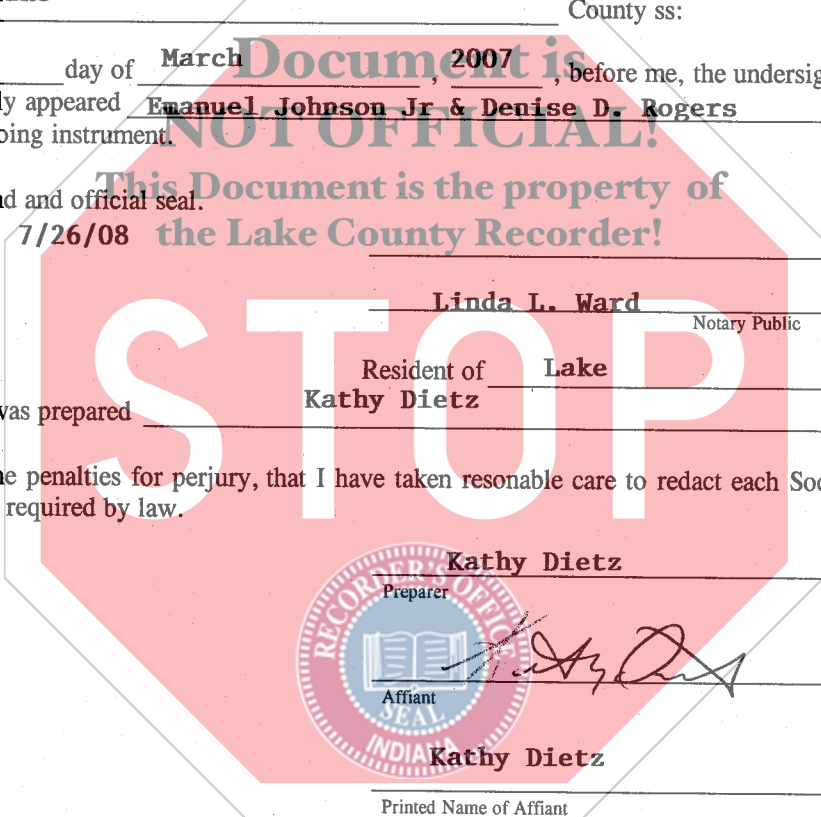 County ss:
day of March, 2007, before me, the undersig
ly appeared Emanuel Johnson Jr & Denise D. Rogers
oing instrument.
Document is
NOT OFFICIAL!
This Document is the property of
the Lake County Recorder!
nd and official seal.
7/26/08
Linda L. Ward
Notary Public
Resident of Lake
was prepared Kathy Dietz
STOP
e penalties for perjury, that I have taken resonable care to redact each Soc
required by law.
Kathy Dietz
Preparer
RECORDER'S OFFICE
SEAL
INDIANA
Affiant
Kathy Dietz
Printed Name of Affiant